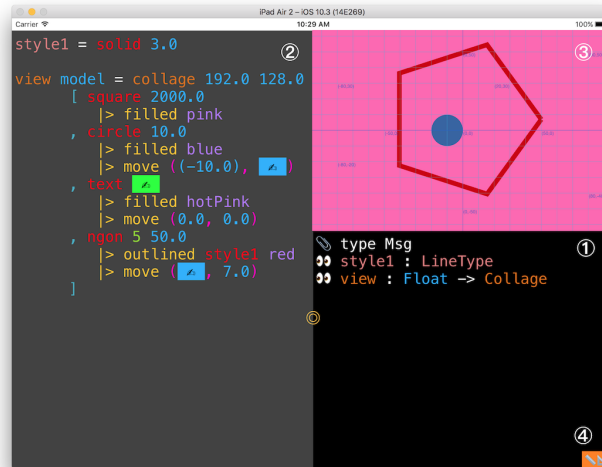 iPad Air 2 – iOS 10.3 (14E269)
Carrier 10:29 AM 100%
style1 = solid 3.0
②
view model = collage 192.0 128.0
[ square 2000.0
|> filled pink
, circle 10.0
|> filled blue
|> move ((-10.0), ✍)
, text ✍
|> filled hotPink
|> move (0.0, 0.0)
, ngon 5 50.0
|> outlined style1 red
|> move (✍, 7.0)
]
③
①
📎 type Msg
👀 style1 : LineType
👀 view : Float -> Collage
④